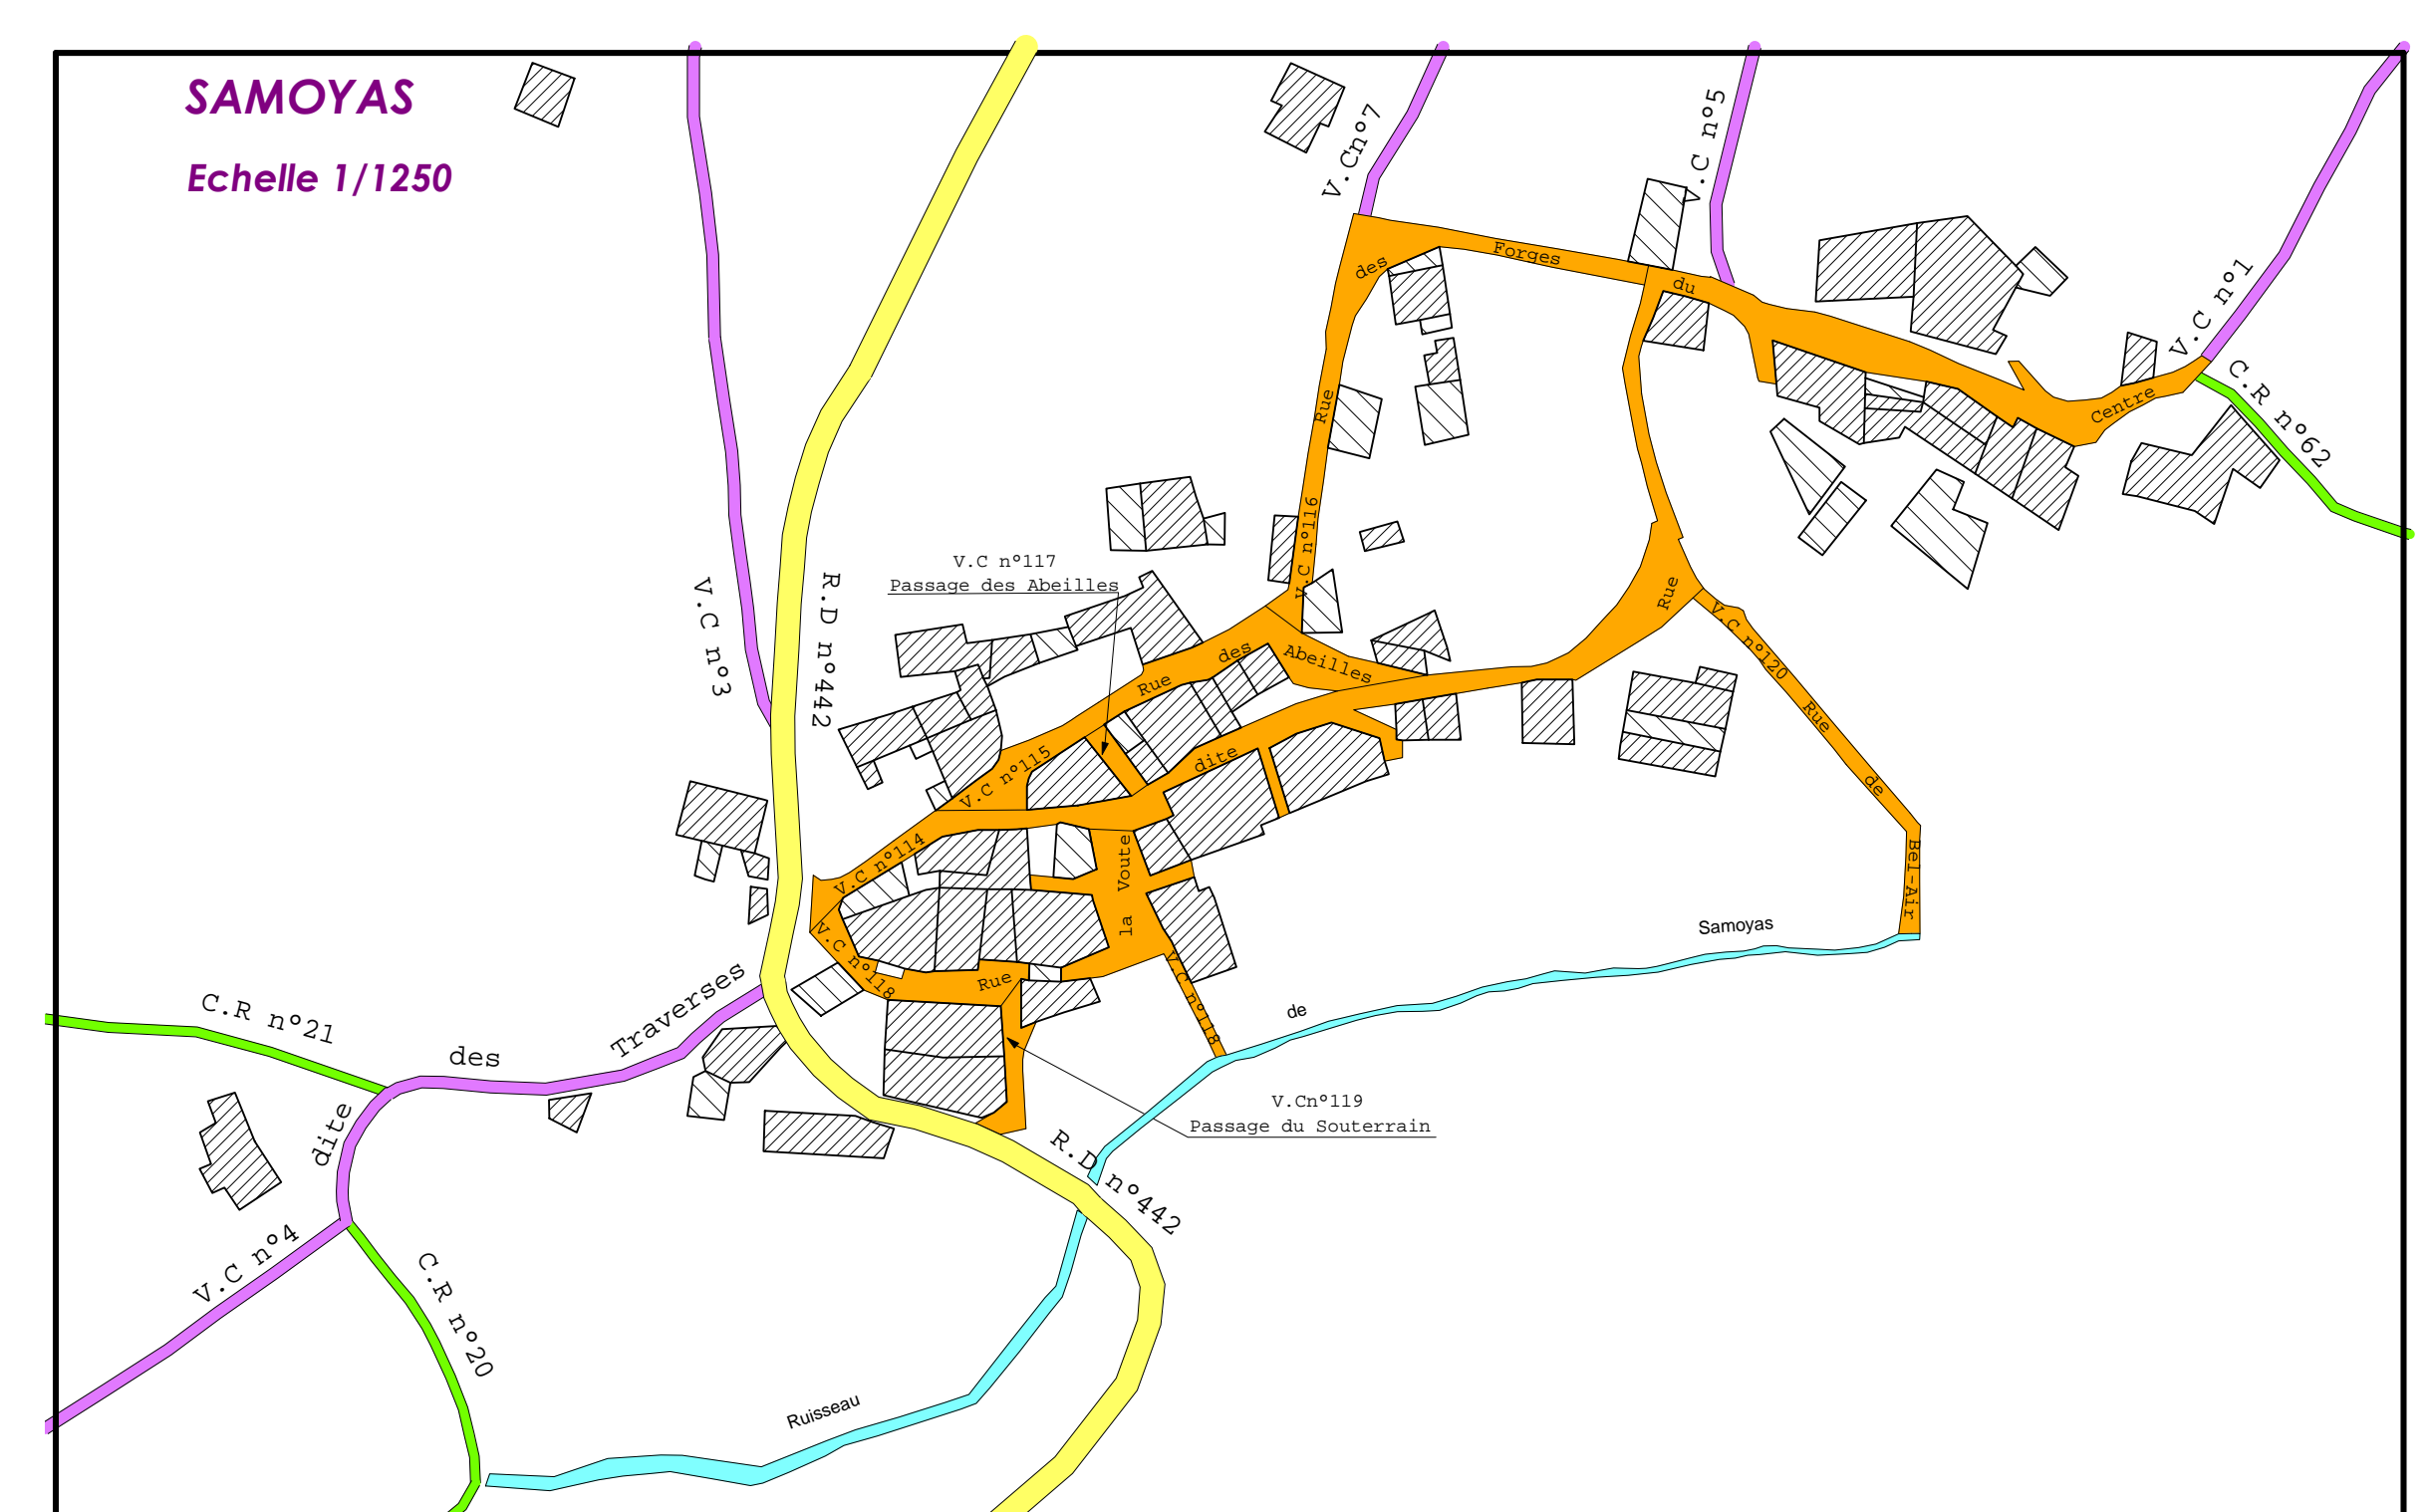 SAMOYAS
Echelle 1/1250
V.Cn°7
V.C n°5
V.C n°1
C.R n°62
des
Forges
du
Centre
Rue
V.C n°116
V.C n°117
Passage des Abeilles
V.C n°3
R.D n°442
Rue
des
Abeilles
V.C n°115
Rue
V.C n°120
Rue
de
Bel-Air
dite
V.C n°114
la
Voute
Rue
V.C n°118
V.C n°118
Samoyas
de
Ruisseau
C.R n°21
dite
des
Traverses
V.C n°4
C.R n°20
V.Cn°119
Passage du Souterrain
R.D n°442